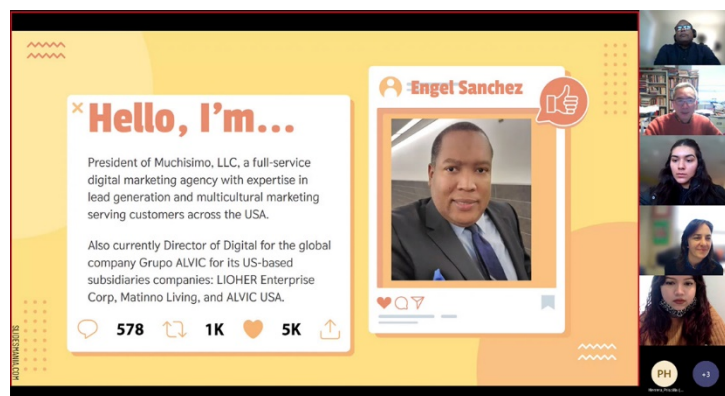 Hello, I'm...
President of Muchisimo, LLC, a full-service
digital marketing agency with expertise in
lead generation and multicultural marketing
serving customers across the USA.
Also currently Director of Digital for the global
company Grupo ALVIC for its US-based
subsidiaries companies: LIOHER Enterprise
Corp, Matinno Living, and ALVIC USA.
578 1K 5K
Engel Sanchez
SLIDESMANIA.COM
PH
+3